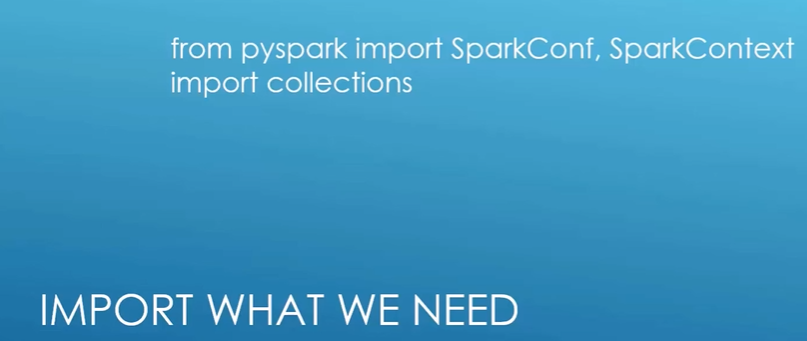 from pyspark import SparkConf, SparkContext
import collections
IMPORT WHAT WE NEED